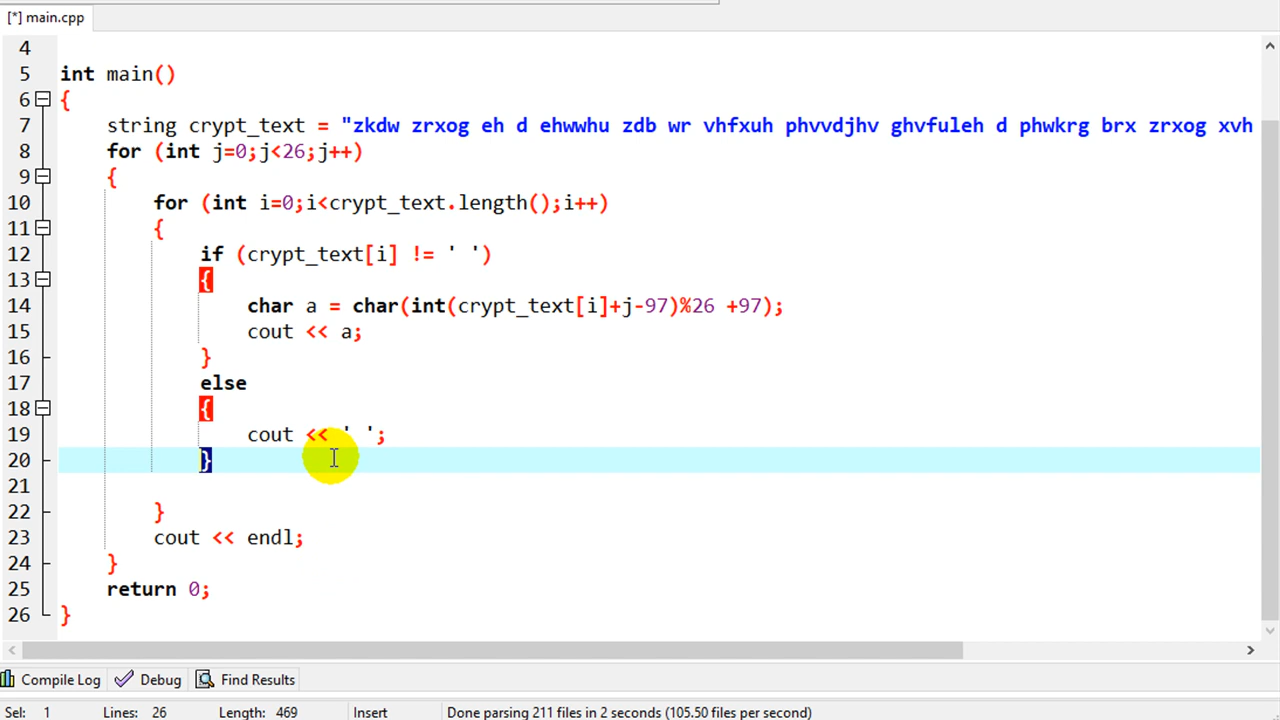 [*] main.cpp
4
5 int main()
6 {
7 string crypt_text = "zkdw zrxog eh d ehwwhu zdb wr vhfxuh phvvdjhv ghvfuleh d phwkrg brx zrxog xvh
8 for (int j=0;j<26;j++)
9 {
10 for (int i=0;i<crypt_text.length();i++)
11 {
12 if (crypt_text[i] != ' ')
13 {
14 char a = char(int(crypt_text[i]+j-97)%26 +97);
15 cout << a;
16 }
17 else
18 {
19 cout << ' ';
20 }
21
22 }
23 cout << endl;
24 }
25 return 0;
26 }
Compile Log Debug Find Results
Sel: 1 Lines: 26 Length: 469 Insert Done parsing 211 files in 2 seconds (105.50 files per second)